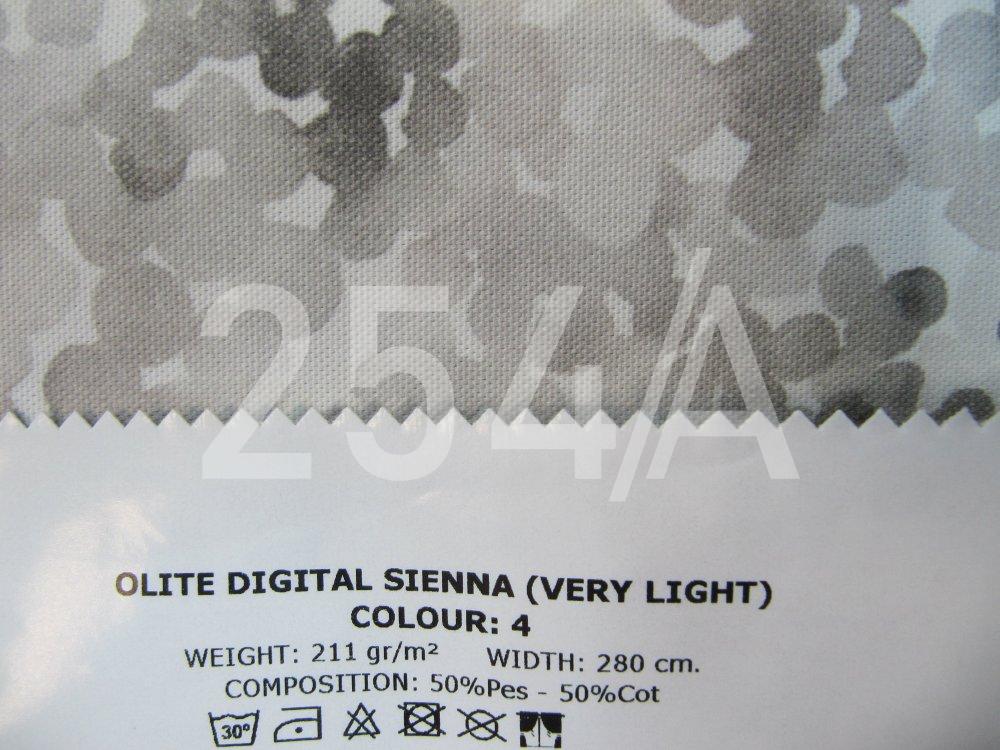 254/A
OLITE DIGITAL SIENNA (VERY LIGHT)
COLOUR: 4
WEIGHT: 211 gr/m² WIDTH: 280 cm.
COMPOSITION: 50%Pes - 50%Cot
30°